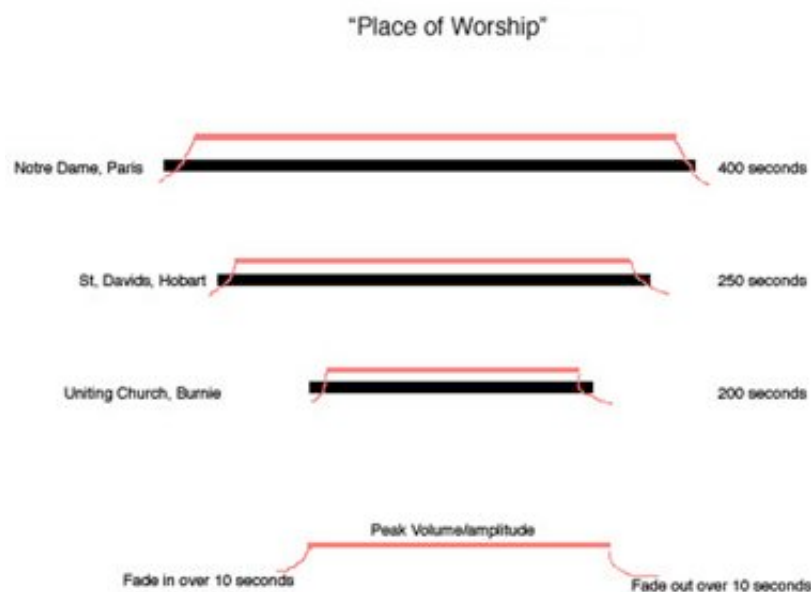 “Place of Worship”
Notre Dame, Paris 400 seconds
St, Davids, Hobart 250 seconds
Uniting Church, Burnie 200 seconds
Peak Volume/amplitude
Fade in over 10 seconds Fade out over 10 seconds